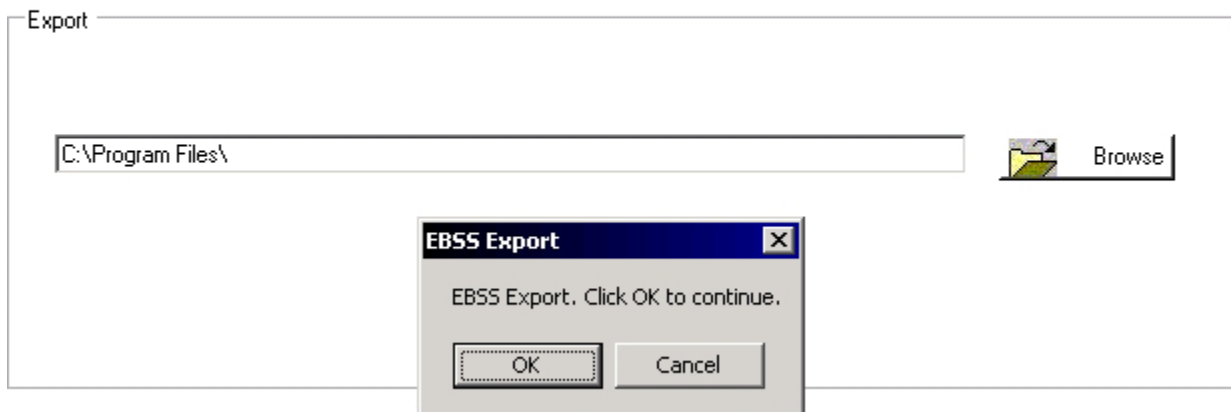 Export
C:\Program Files\
Browse
EBSS Export
EBSS Export. Click OK to continue.
OK
Cancel